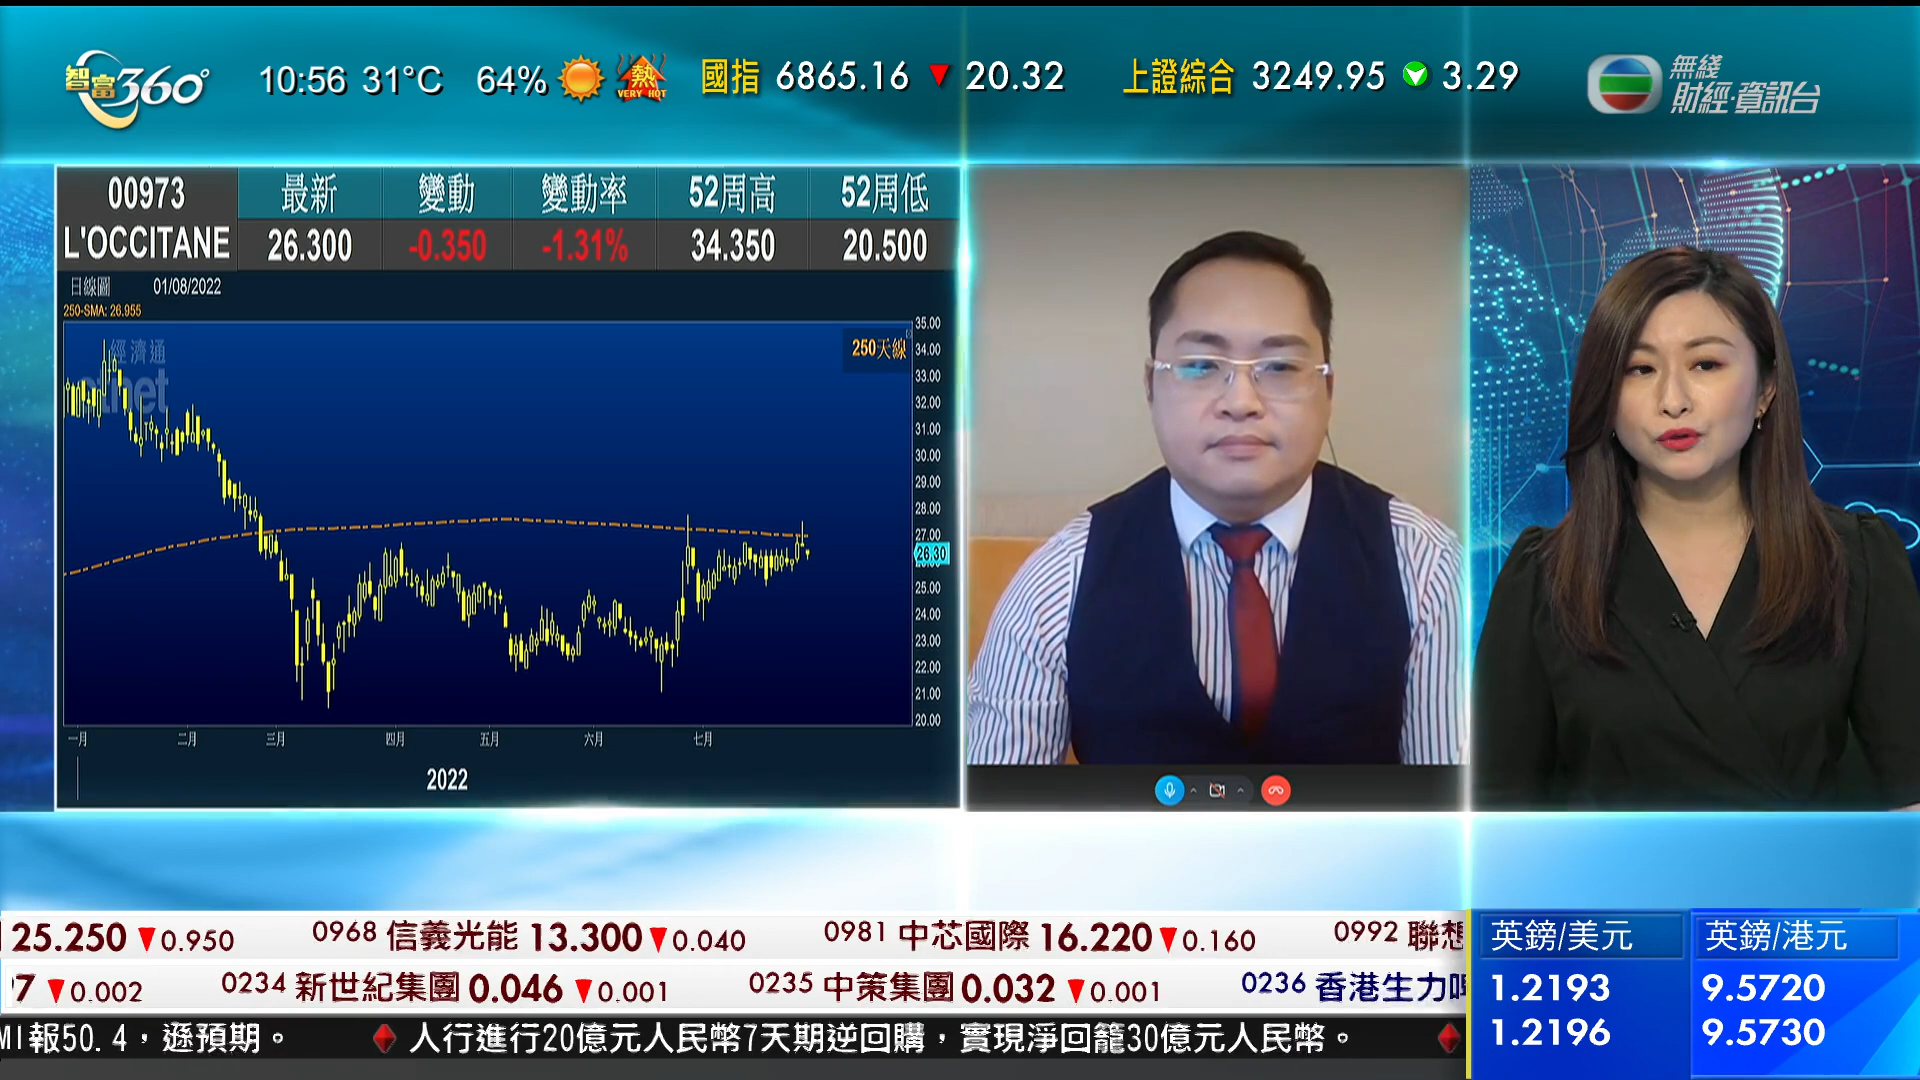 智富360°
10:56 31°C 64%
熱
VERY HOT
國指 6865.16 ▼ 20.32
上證綜合 3249.95 3.29
無綫
財經·資訊台
00973 最新 變動 變動率 52周高 52周低
L'OCCITANE 26.300 -0.350 -1.31% 34.350 20.500
日線圖 01/08/2022
250-SMA: 26.955
經濟通
etnet
250天線
35.00
34.00
33.00
32.00
31.00
30.00
29.00
28.00
27.00
26.30
25.00
24.00
23.00
22.00
21.00
20.00
一月 二月 三月 四月 五月 六月 七月
2022
25.250 ▼0.950 0968 信義光能 13.300 ▼0.040 0981 中芯國際 16.220 ▼0.160 0992 聯想
7 ▼0.002 0234 新世紀集團 0.046 ▼0.001 0235 中策集團 0.032 ▼0.001 0236 香港生力啤
MI報50.4，遜預期。 人行進行20億元人民幣7天期逆回購，實現淨回籠30億元人民幣。
英鎊/美元
1.2193
1.2196
英鎊/港元
9.5720
9.5730